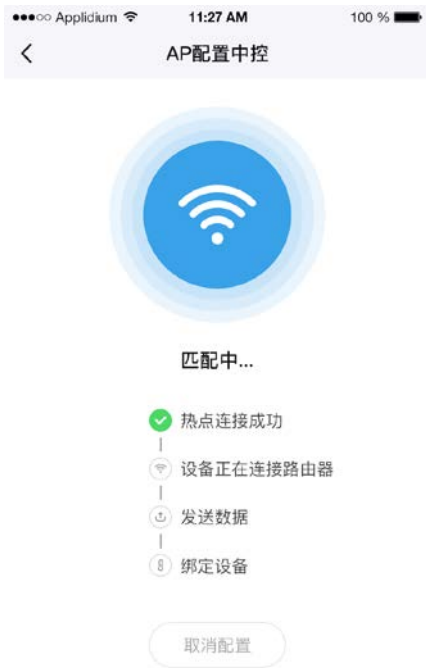 Applidium 11:27 AM 100 %
AP配置中控
匹配中...
热点连接成功
设备正在连接路由器
发送数据
绑定设备
取消配置